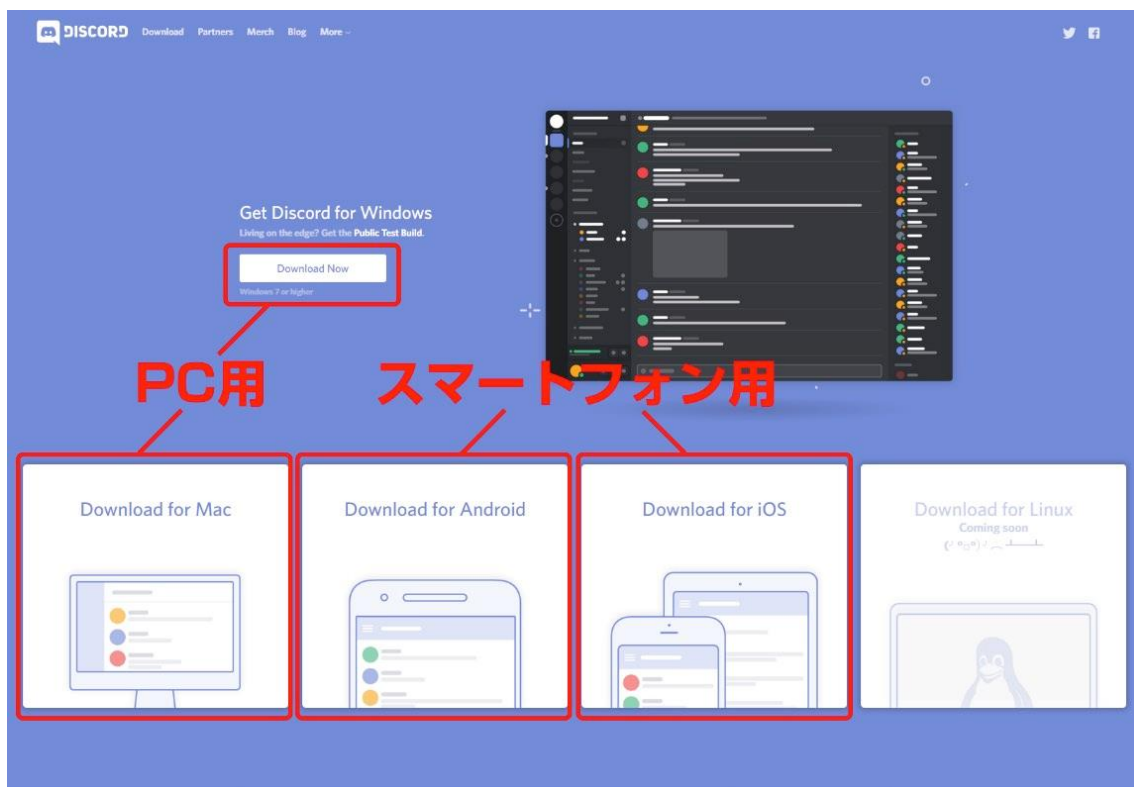 DISCORD Download Partners Merch Blog More
Get Discord for Windows
Living on the edge? Get the Public Test Build.
Download Now
Windows 7 or higher
PC用 スマートフォン用
Download for Mac
Download for Android
Download for iOS
Download for Linux
Coming soon